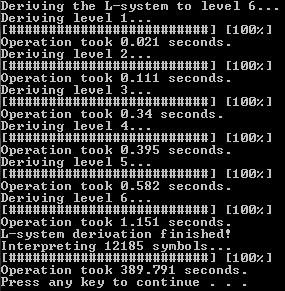 Deriving the L-system to level 6...
Deriving level 1...
[##########################] [100%]
Operation took 0.021 seconds.
Deriving level 2...
[##########################] [100%]
Operation took 0.111 seconds.
Deriving level 3...
[##########################] [100%]
Operation took 0.34 seconds.
Deriving level 4...
[##########################] [100%]
Operation took 0.395 seconds.
Deriving level 5...
[##########################] [100%]
Operation took 0.582 seconds.
Deriving level 6...
[##########################] [100%]
Operation took 1.151 seconds.
L-system derivation finished!
Interpreting 12185 symbols...
[##########################] [100%]
Operation took 389.791 seconds.
Press any key to continue . . .